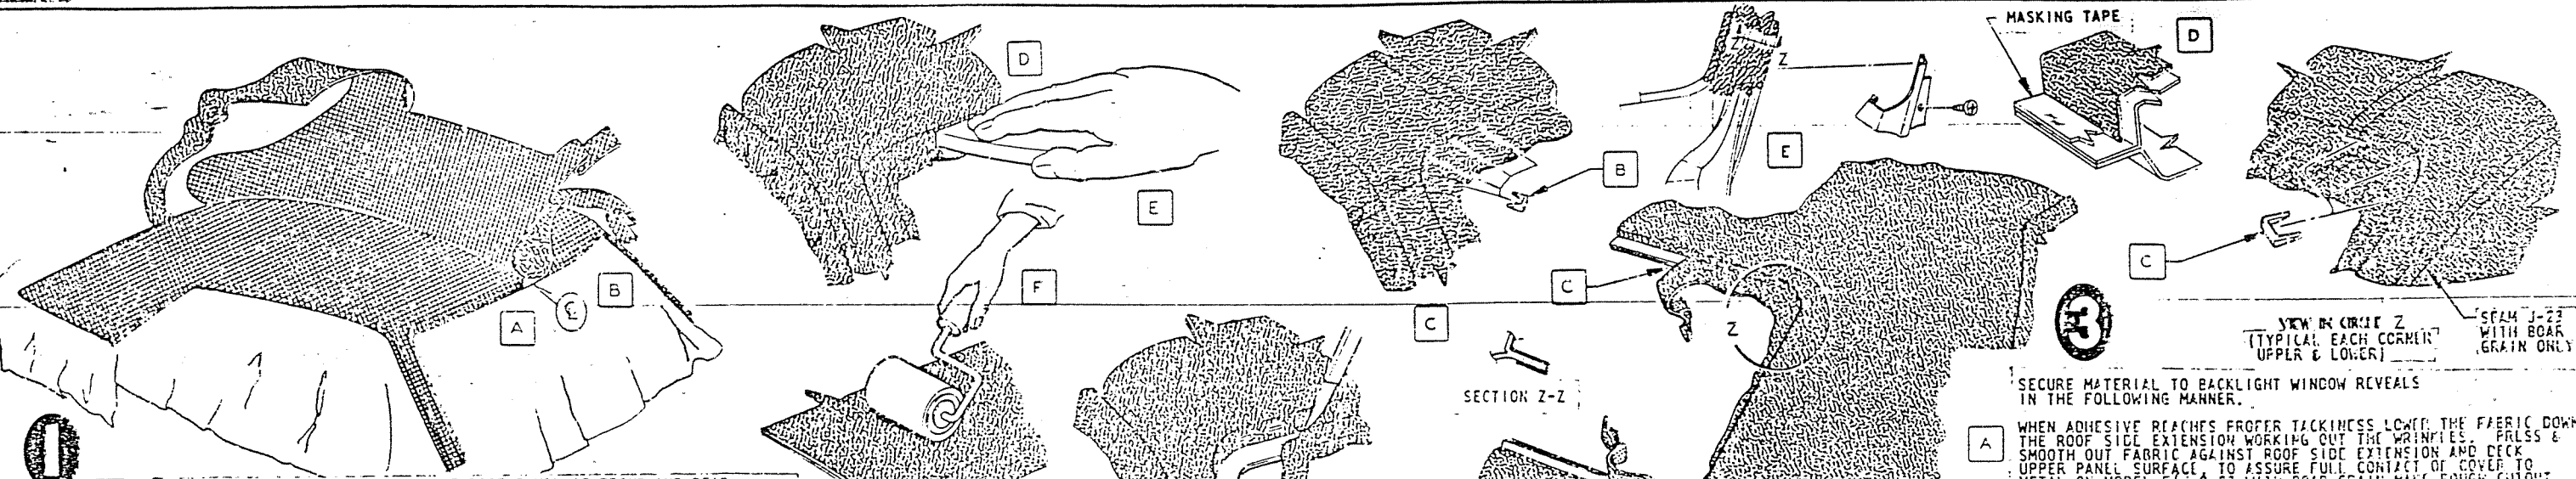 MASKING TAPE
D
D
Z
Z
B
E
E
C
B
F
C
C
Z
A
℄
3
VIEW IN CIRCLE Z
(TYPICAL EACH CORNER
UPPER & LOWER)
SEAM J-23
WITH BOAR
GRAIN ONLY
SECTION Z-Z
SECURE MATERIAL TO BACKLIGHT WINDOW REVEALS
IN THE FOLLOWING MANNER.
1
A
WHEN ADHESIVE REACHES PROPER TACKINESS LOWER THE FABRIC DOWN
THE ROOF SIDE EXTENSION WORKING OUT THE WRINKLES. PRESS &
SMOOTH OUT FABRIC AGAINST ROOF SIDE EXTENSION AND DECK
UPPER PANEL SURFACE, TO ASSURE FULL CONTACT OF COVER TO